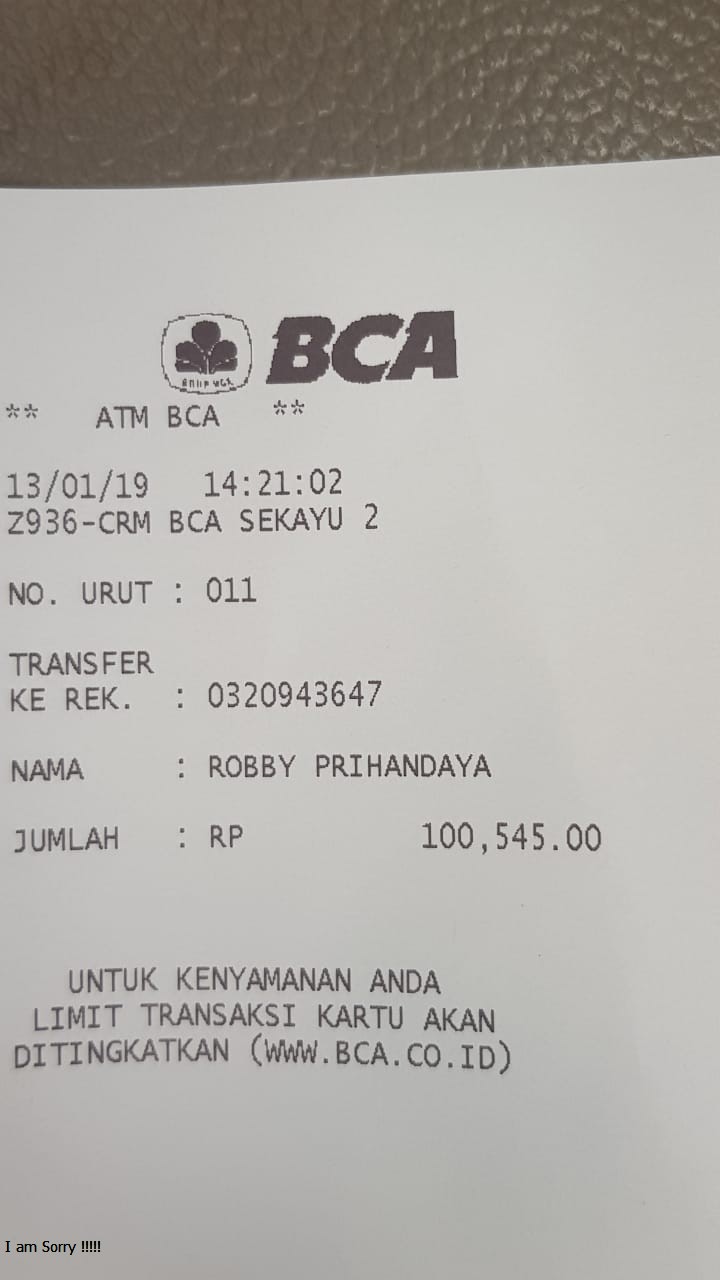 BCA
** ATM BCA **
13/01/19 14:21:02
Z936-CRM BCA SEKAYU 2
NO. URUT : 011
TRANSFER
KE REK. : 0320943647
NAMA : ROBBY PRIHANDAYA
JUMLAH : RP 100,545.00
UNTUK KENYAMANAN ANDA
LIMIT TRANSAKSI KARTU AKAN
DITINGKATKAN (WWW.BCA.CO.ID)
I am Sorry !!!!!